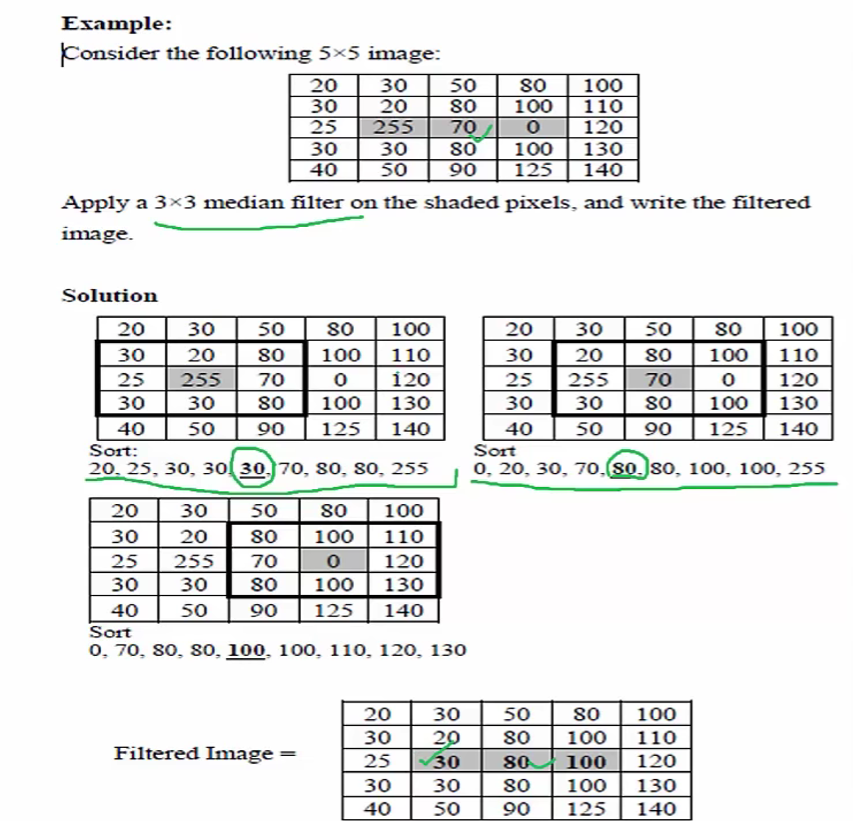 Example:
Consider the following 5×5 image:
20 30 50 80 100
30 20 80 100 110
25 255 70 0 120
30 30 80 100 130
40 50 90 125 140
Apply a 3×3 median filter on the shaded pixels, and write the filtered
image.
Solution
20 30 50 80 100
30 20 80 100 110
25 255 70 0 120
30 30 80 100 130
40 50 90 125 140
Sort:
20, 25, 30, 30, 30, 70, 80, 80, 255
20 30 50 80 100
30 20 80 100 110
25 255 70 0 120
30 30 80 100 130
40 50 90 125 140
Sort
0, 20, 30, 70, 80, 80, 100, 100, 255
20 30 50 80 100
30 20 80 100 110
25 255 70 0 120
30 30 80 100 130
40 50 90 125 140
Sort
0, 70, 80, 80, 100, 100, 110, 120, 130
Filtered Image =
20 30 50 80 100
30 20 80 100 110
25 30 80 100 120
30 30 80 100 130
40 50 90 125 140